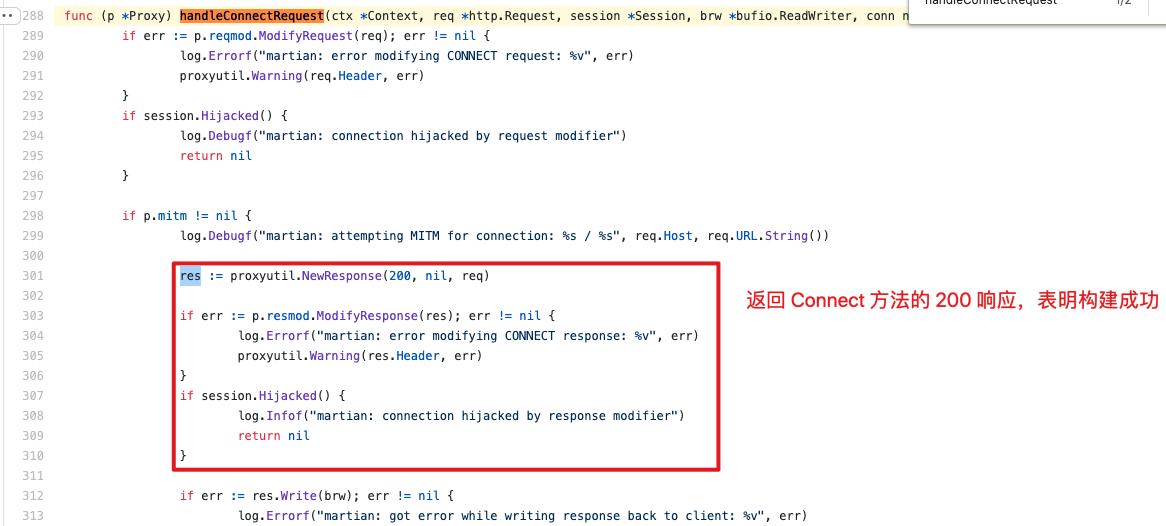 288 func (p *Proxy) handleConnectRequest(ctx *Context, req *http.Request, session *Session, brw *bufio.ReadWriter, conn n
289 if err := p.reqmod.ModifyRequest(req); err != nil {
290 log.Errorf("martian: error modifying CONNECT request: %v", err)
291 proxyutil.Warning(req.Header, err)
292 }
293 if session.Hijacked() {
294 log.Debugf("martian: connection hijacked by request modifier")
295 return nil
296 }
297
298 if p.mitm != nil {
299 log.Debugf("martian: attempting MITM for connection: %s / %s", req.Host, req.URL.String())
300
301 res := proxyutil.NewResponse(200, nil, req)
302
303 if err := p.resmod.ModifyResponse(res); err != nil {
返回 Connect 方法的 200 响应，表明构建成功
304 log.Errorf("martian: error modifying CONNECT response: %v", err)
305 proxyutil.Warning(res.Header, err)
306 }
307 if session.Hijacked() {
308 log.Infof("martian: connection hijacked by response modifier")
309 return nil
310 }
311
312 if err := res.Write(brw); err != nil {
313 log.Errorf("martian: got error while writing response back to client: %v", err)